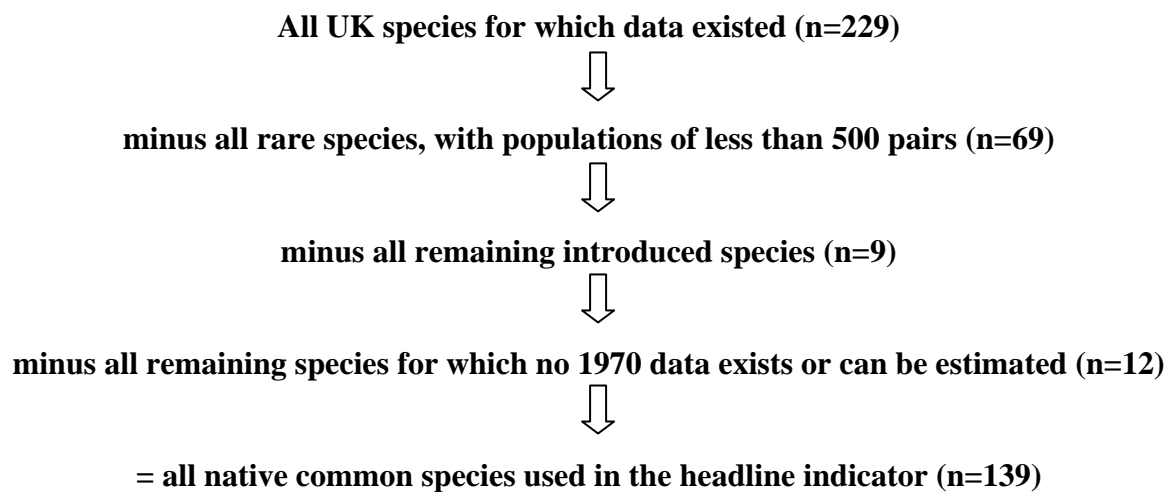 All UK species for which data existed (n=229)
minus all rare species, with populations of less than 500 pairs (n=69)
minus all remaining introduced species (n=9)
minus all remaining species for which no 1970 data exists or can be estimated (n=12)
= all native common species used in the headline indicator (n=139)